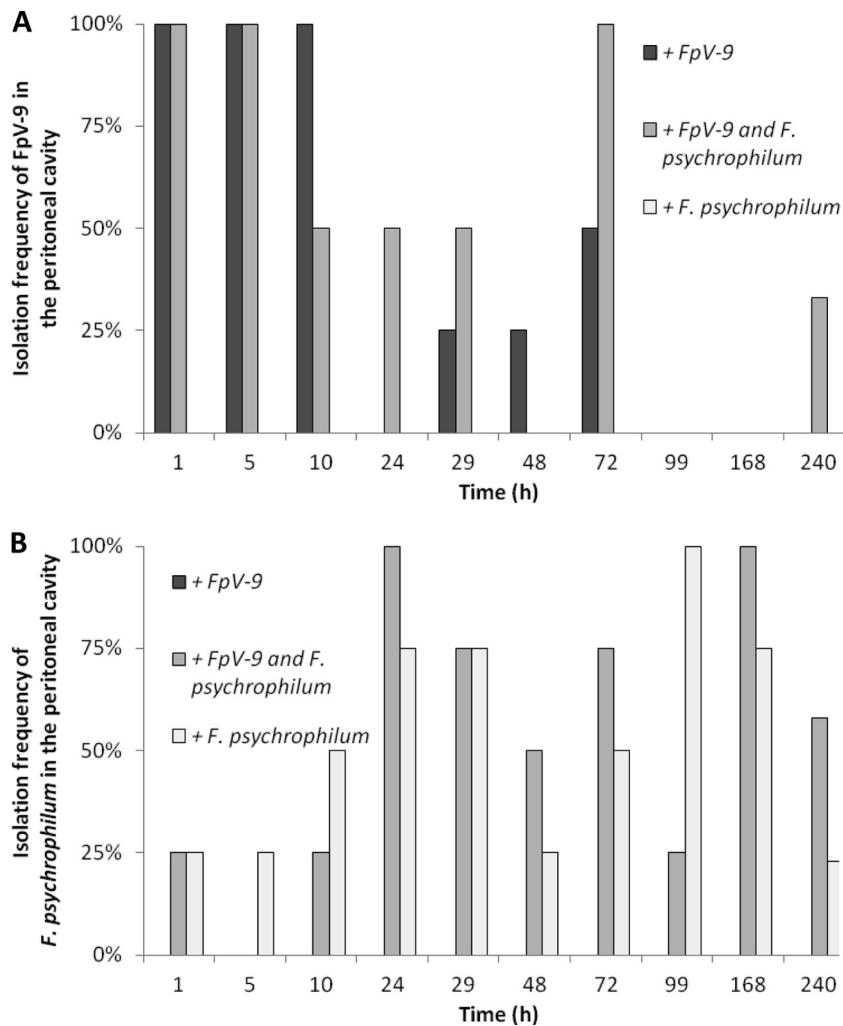 A
Isolation frequency of FpV-9 in
the peritoneal cavity
100%
75%
50%
25%
0%
+ FpV-9
+ FpV-9 and F.
psychrophilum
+ F. psychrophilum
1 5 10 24 29 48 72 99 168 240
Time (h)
B
Isolation frequency of
F. psychrophilum in the peritoneal cavity
100%
75%
50%
25%
0%
+ FpV-9
+ FpV-9 and F.
psychrophilum
+ F. psychrophilum
1 5 10 24 29 48 72 99 168 240
Time (h)